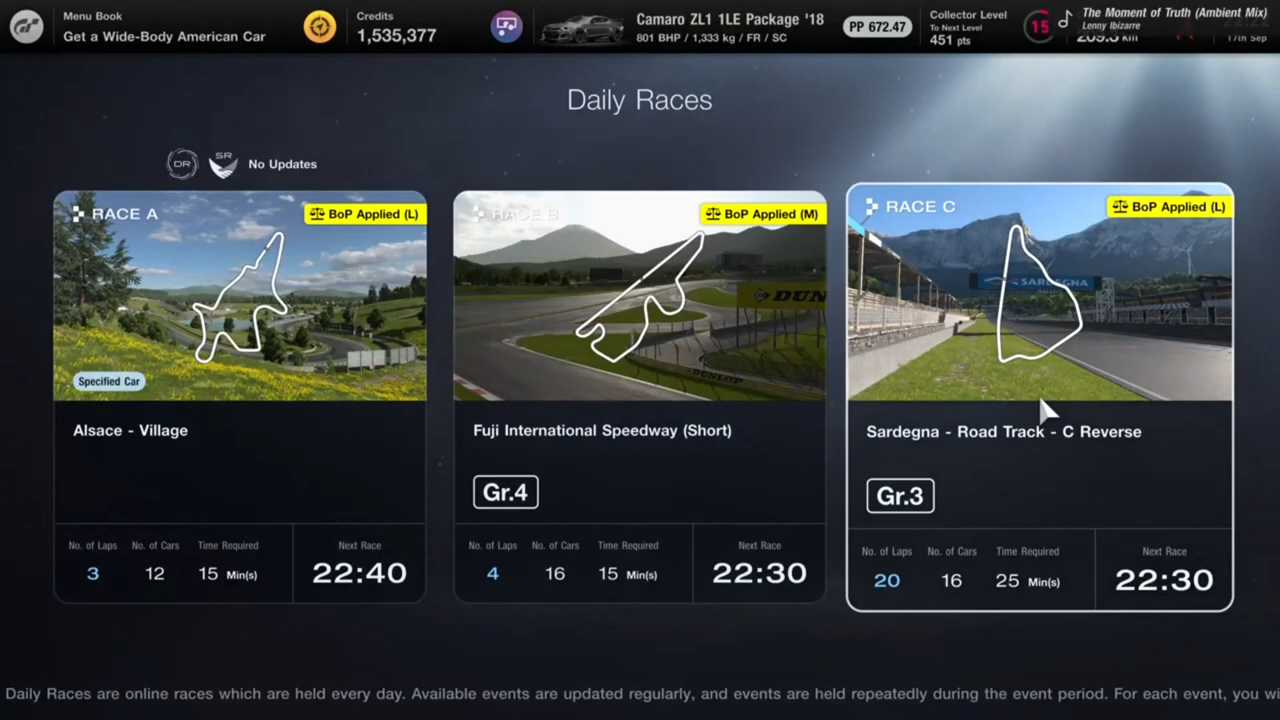 Menu Book
Get a Wide-Body American Car
Credits
1,535,377
Camaro ZL1 1LE Package '18
801 BHP / 1,333 kg / FR / SC
PP 672.47
Collector Level
To Next Level
451 pts
15
The Moment of Truth (Ambient Mix)
Lenny Ibizarre
17th Sep
Daily Races
DR
SR
No Updates
RACE A
BoP Applied (L)
Specified Car
Alsace - Village
No. of Laps
No. of Cars
Time Required
Next Race
3
12
15 Min(s)
22:40
RACE B
BoP Applied (M)
DUN
DUNLOP
Fuji International Speedway (Short)
Gr.4
No. of Laps
No. of Cars
Time Required
Next Race
4
16
15 Min(s)
22:30
RACE C
BoP Applied (L)
SARDEGNA
Sardegna - Road Track - C Reverse
Gr.3
No. of Laps
No. of Cars
Time Required
Next Race
20
16
25 Min(s)
22:30
Daily Races are online races which are held every day. Available events are updated regularly, and events are held repeatedly during the event period. For each event, you wi